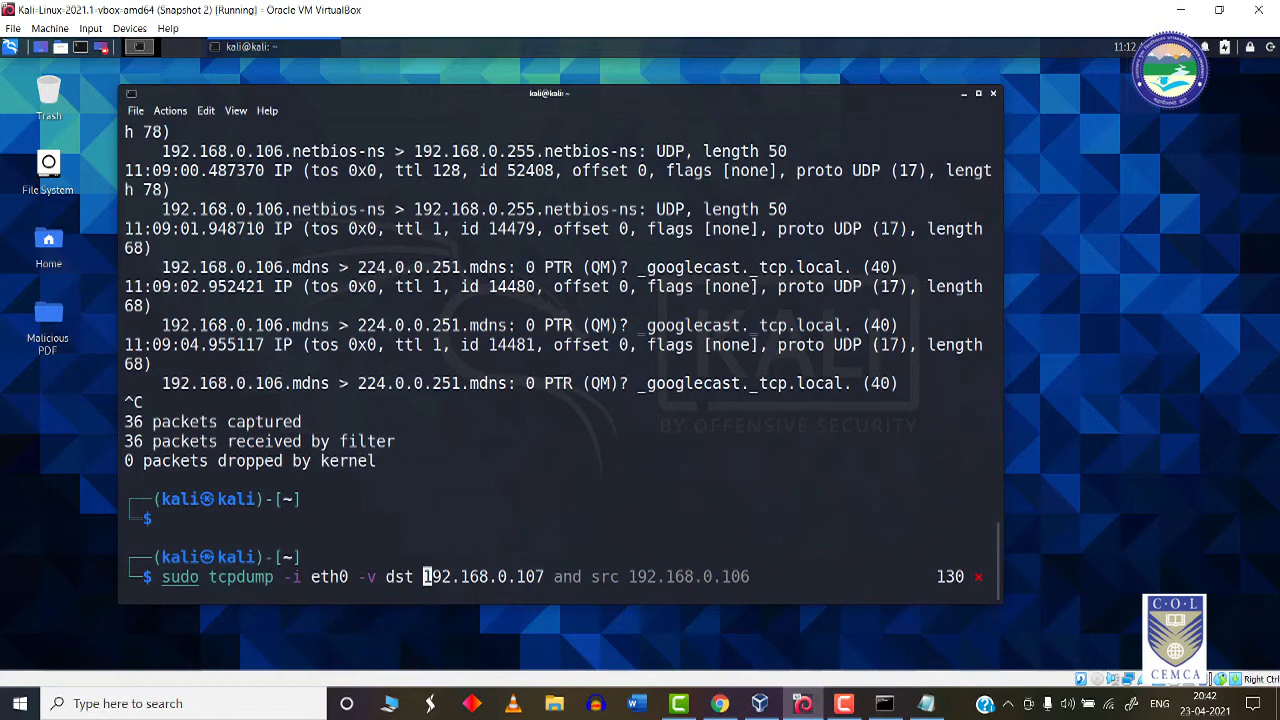 Kali-Linux-2021.1-vbox-amd64 (Snapshot 2) [Running] - Oracle VM VirtualBox
File Machine Input Devices Help
kali@kali: ~
11:12
Trash
File System
Home
Malicious
PDF
kali@kali: ~
File Actions Edit View Help
h 78)
192.168.0.106.netbios-ns > 192.168.0.255.netbios-ns: UDP, length 50
11:09:00.487370 IP (tos 0x0, ttl 128, id 52408, offset 0, flags [none], proto UDP (17), lengt
h 78)
192.168.0.106.netbios-ns > 192.168.0.255.netbios-ns: UDP, length 50
11:09:01.948710 IP (tos 0x0, ttl 1, id 14479, offset 0, flags [none], proto UDP (17), length
68)
192.168.0.106.mdns > 224.0.0.251.mdns: 0 PTR (QM)? _googlecast._tcp.local. (40)
11:09:02.952421 IP (tos 0x0, ttl 1, id 14480, offset 0, flags [none], proto UDP (17), length
68)
192.168.0.106.mdns > 224.0.0.251.mdns: 0 PTR (QM)? _googlecast._tcp.local. (40)
11:09:04.955117 IP (tos 0x0, ttl 1, id 14481, offset 0, flags [none], proto UDP (17), length
68)
192.168.0.106.mdns > 224.0.0.251.mdns: 0 PTR (QM)? _googlecast._tcp.local. (40)
^C
36 packets captured
36 packets received by filter
0 packets dropped by kernel
KALI
BY OFFENSIVE SECURITY
(kali㉿kali)-[~]
$
(kali㉿kali)-[~]
$ sudo tcpdump -i eth0 -v dst 192.168.0.107 and src 192.168.0.106 130 ×
C·O·L
CEMCA
Right Ctrl
Type here to search
ENG
20:42
23-04-2021